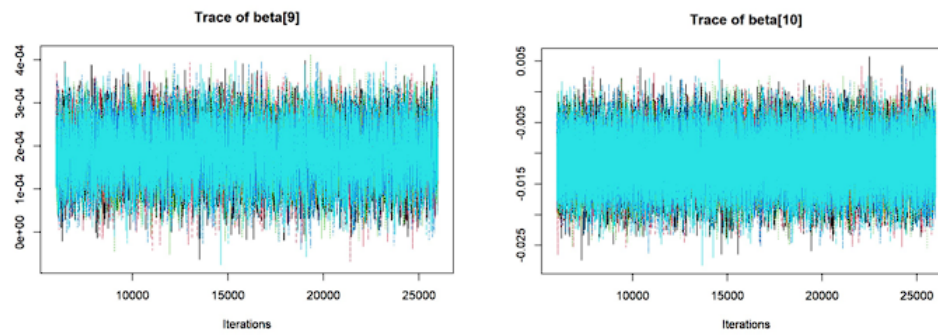 Trace of beta[9]
4e-04
3e-04
2e-04
1e-04
0e+00
10000 15000 20000 25000
Iterations
Trace of beta[10]
0.005
-0.005
-0.015
-0.025
10000 15000 20000 25000
Iterations